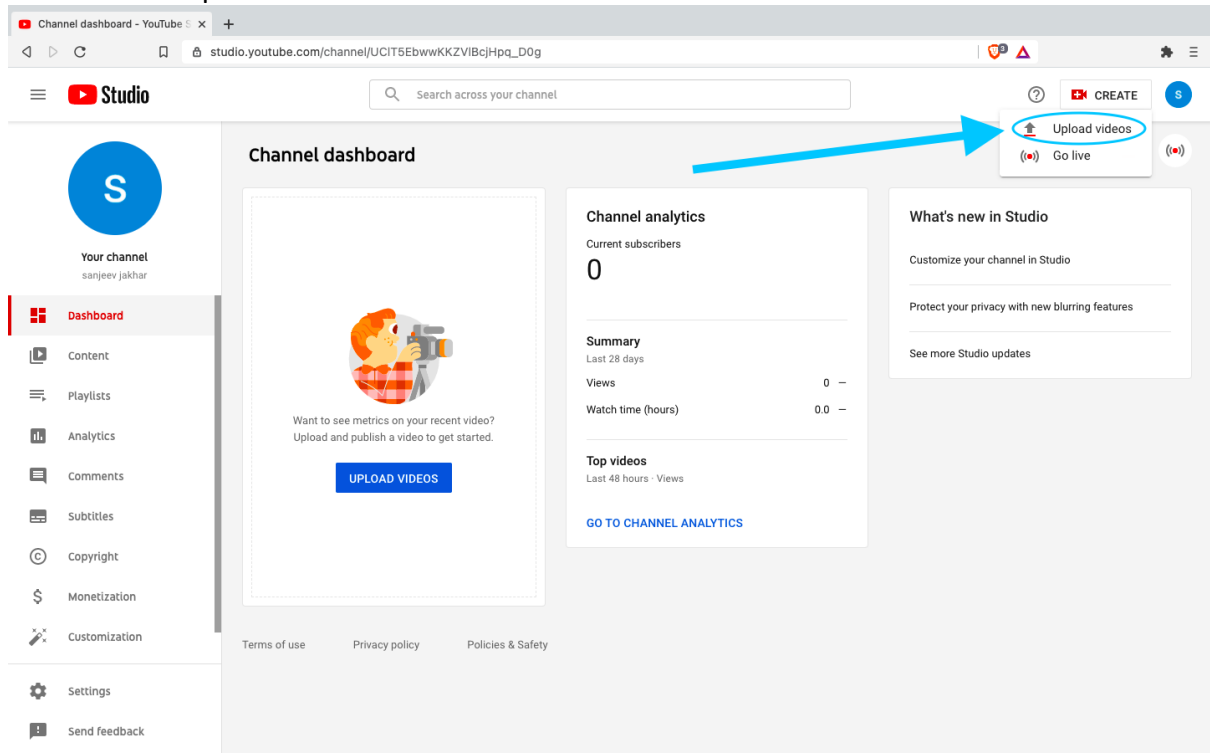 Channel dashboard - YouTube S
studio.youtube.com/channel/UClT5EbwwKKZVlBcjHpq_D0g
3
Studio
Search across your channel
CREATE
S
Upload videos
Go live
S
Your channel
sanjeev jakhar
Dashboard
Content
Playlists
Analytics
Comments
Subtitles
Copyright
Monetization
Customization
Settings
Send feedback
Channel dashboard
Want to see metrics on your recent video?
Upload and publish a video to get started.
UPLOAD VIDEOS
Channel analytics
Current subscribers
0
Summary
Last 28 days
Views 0 —
Watch time (hours) 0.0 —
Top videos
Last 48 hours · Views
GO TO CHANNEL ANALYTICS
What's new in Studio
Customize your channel in Studio
Protect your privacy with new blurring features
See more Studio updates
Terms of use Privacy policy Policies & Safety